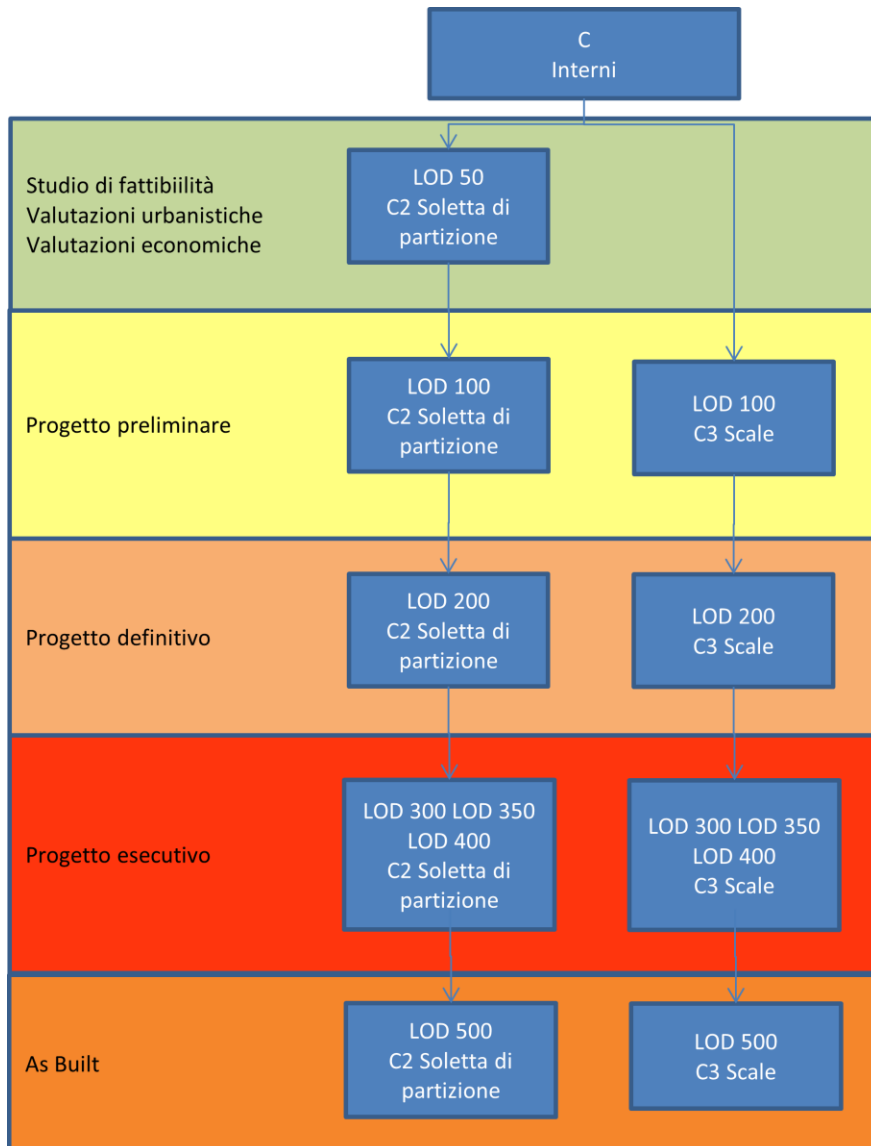 C
Interni
Studio di fattibiilità
Valutazioni urbanistiche
Valutazioni economiche
LOD 50
C2 Soletta di
partizione
Progetto preliminare
LOD 100
C2 Soletta di
partizione
LOD 100
C3 Scale
Progetto definitivo
LOD 200
C2 Soletta di
partizione
LOD 200
C3 Scale
Progetto esecutivo
LOD 300 LOD 350
LOD 400
C2 Soletta di
partizione
LOD 300 LOD 350
LOD 400
C3 Scale
As Built
LOD 500
C2 Soletta di
partizione
LOD 500
C3 Scale